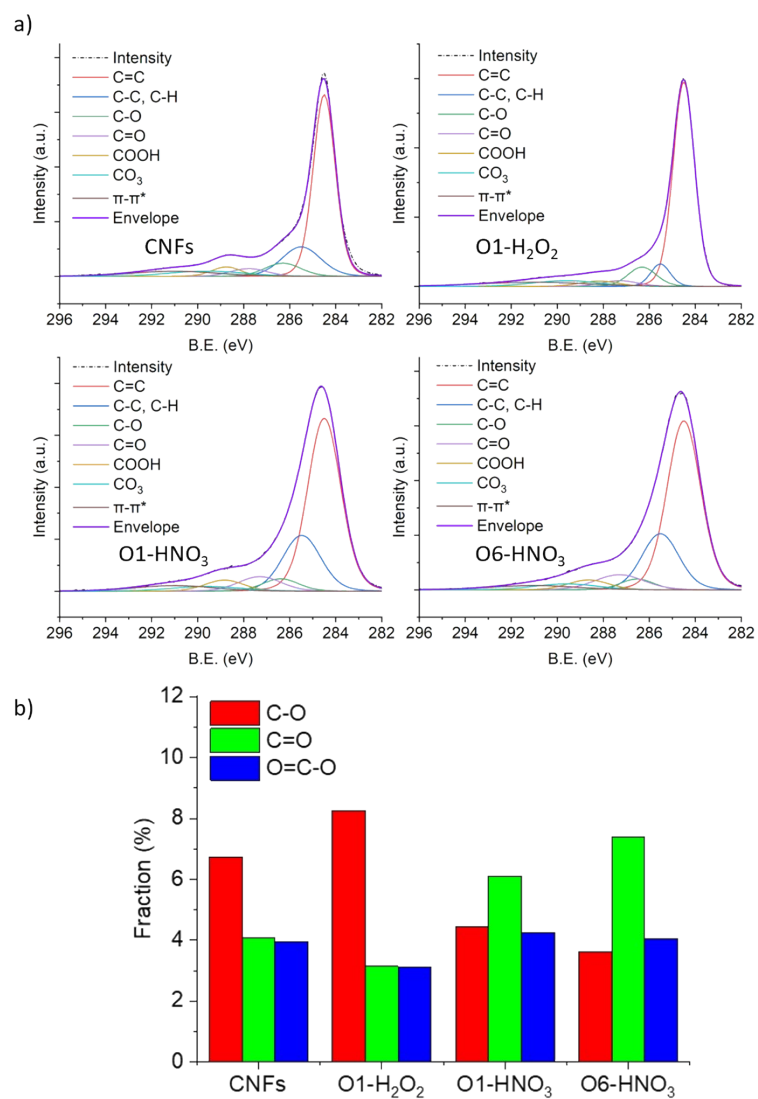 a)
Intensity (a.u.)
Intensity
C=C
C-C, C-H
C-O
C=O
COOH
CO₃
π-π*
Envelope
CNFs
296 294 292 290 288 286 284 282
B.E. (eV)
Intensity (a.u.)
Intensity
C=C
C-C, C-H
C-O
C=O
COOH
CO₃
π-π*
Envelope
O1-H₂O₂
296 294 292 290 288 286 284 282
B.E. (eV)
Intensity (a.u.)
Intensity
C=C
C-C, C-H
C-O
C=O
COOH
CO₃
π-π*
Envelope
O1-HNO₃
296 294 292 290 288 286 284 282
B.E. (eV)
Intensity (a.u.)
Intensity
C=C
C-C, C-H
C-O
C=O
COOH
CO₃
π-π*
Envelope
O6-HNO₃
296 294 292 290 288 286 284 282
B.E. (eV)
b)
Fraction (%)
12
10
8
6
4
2
0
C-O
C=O
O=C-O
CNFs O1-H₂O₂ O1-HNO₃ O6-HNO₃